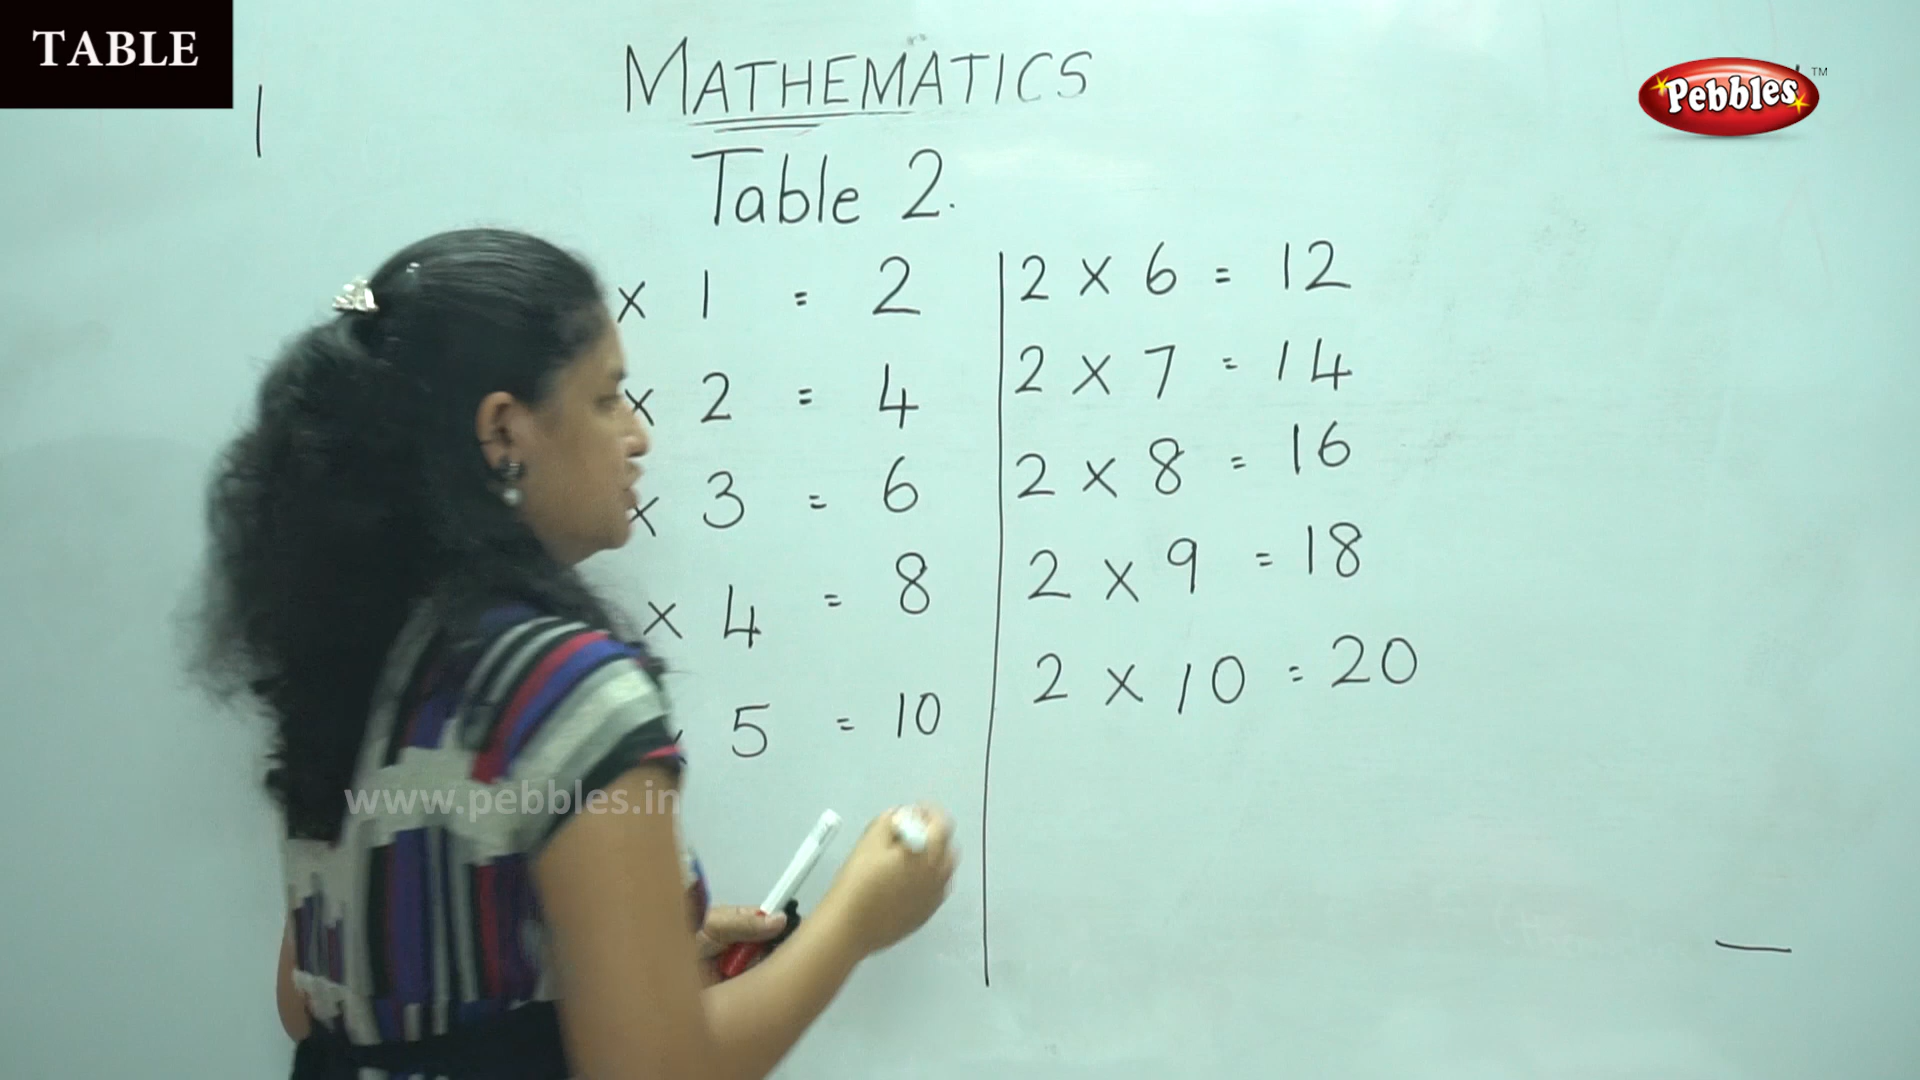 TABLE
Pebbles™
MATHEMATICS
Table 2.
x 1 = 2
x 2 = 4
x 3 = 6
x 4 = 8
5 = 10
2 x 6 = 12
2 x 7 = 14
2 x 8 = 16
2 x 9 = 18
2 x 10 = 20
www.pebbles.in